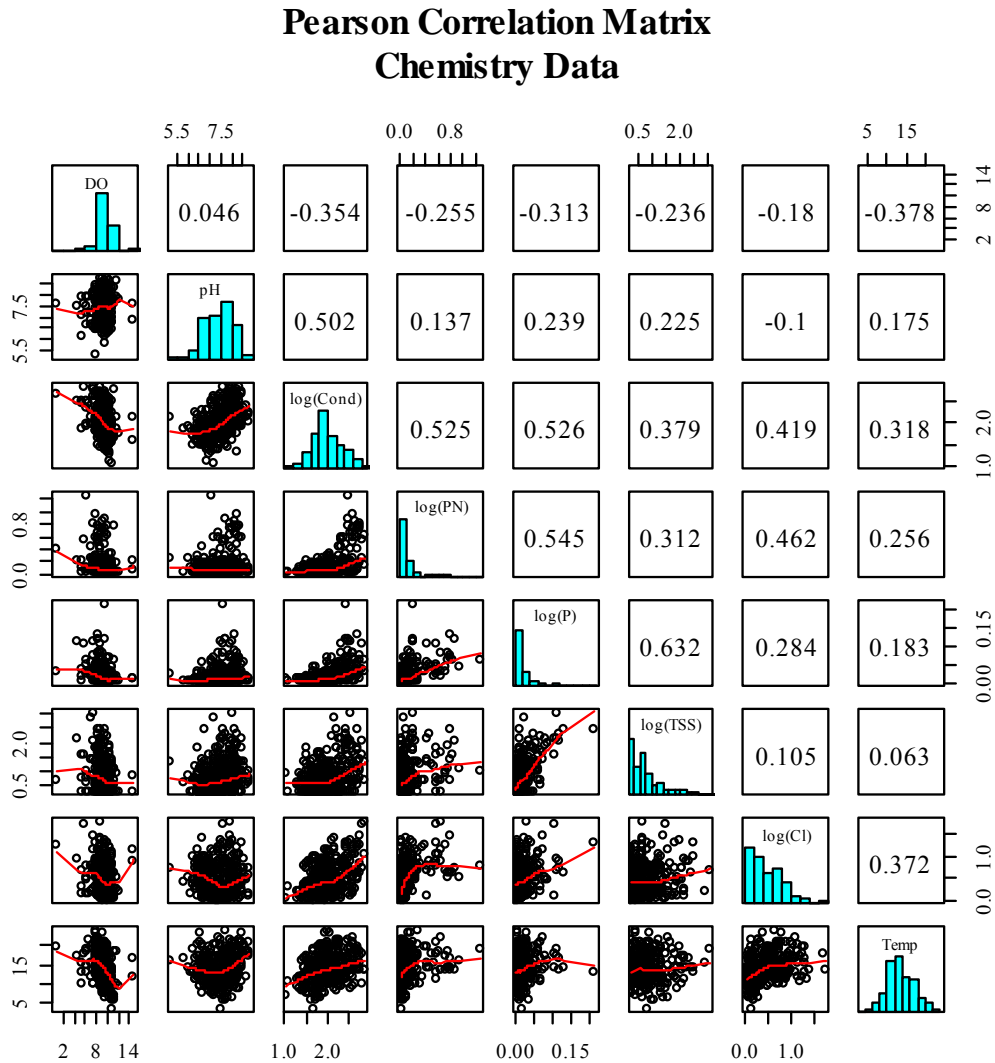 Pearson Correlation Matrix
Chemistry Data
5.5 7.5 0.0 0.8 0.5 2.0 5 15
DO 0.046 -0.354 -0.255 -0.313 -0.236 -0.18 -0.378 2 8 14
5.5 7.5 pH 0.502 0.137 0.239 0.225 -0.1 0.175
log(Cond) 0.525 0.526 0.379 0.419 0.318 1.0 2.0
0.0 0.8 log(PN) 0.545 0.312 0.462 0.256
log(P) 0.632 0.284 0.183 0.00 0.15
0.5 2.0 log(TSS) 0.105 0.063
log(Cl) 0.372 0.0 1.0
5 15 Temp
2 8 14 1.0 2.0 0.00 0.15 0.0 1.0